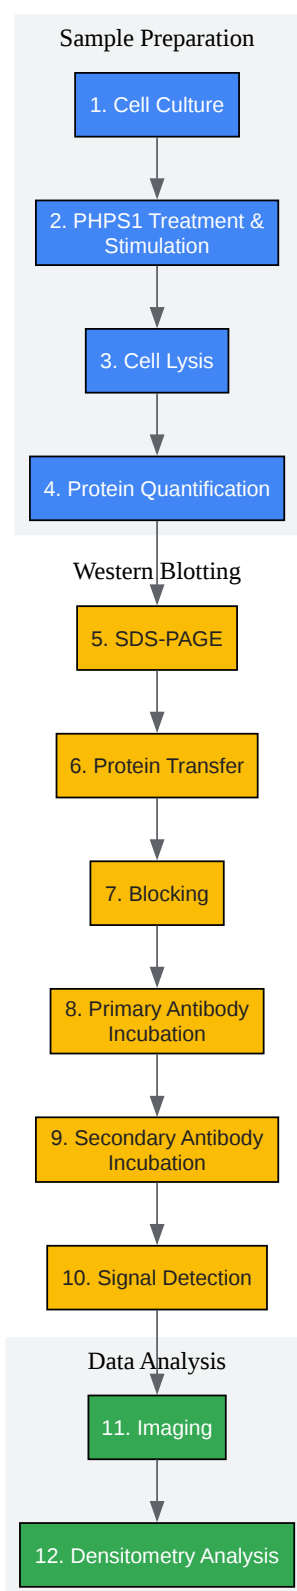 Sample Preparation
1. Cell Culture
2. PHPS1 Treatment &
Stimulation
3. Cell Lysis
4. Protein Quantification
Western Blotting
5. SDS-PAGE
6. Protein Transfer
7. Blocking
8. Primary Antibody
Incubation
9. Secondary Antibody
Incubation
10. Signal Detection
Data Analysis
11. Imaging
12. Densitometry Analysis